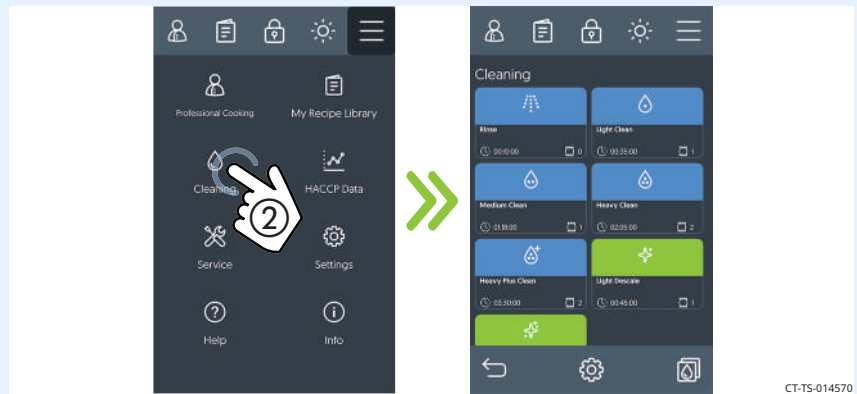 Professional Cooking
My Recipe Library
Cleaning
HACCP Data
2
Service
Settings
Help
Info
Cleaning
Rinse
00:10:00
0
Light Clean
00:35:00
1
Medium Clean
01:18:00
1
Heavy Clean
02:05:00
2
Heavy Plus Clean
03:30:00
2
Light Descale
00:45:00
1
CT-TS-014570